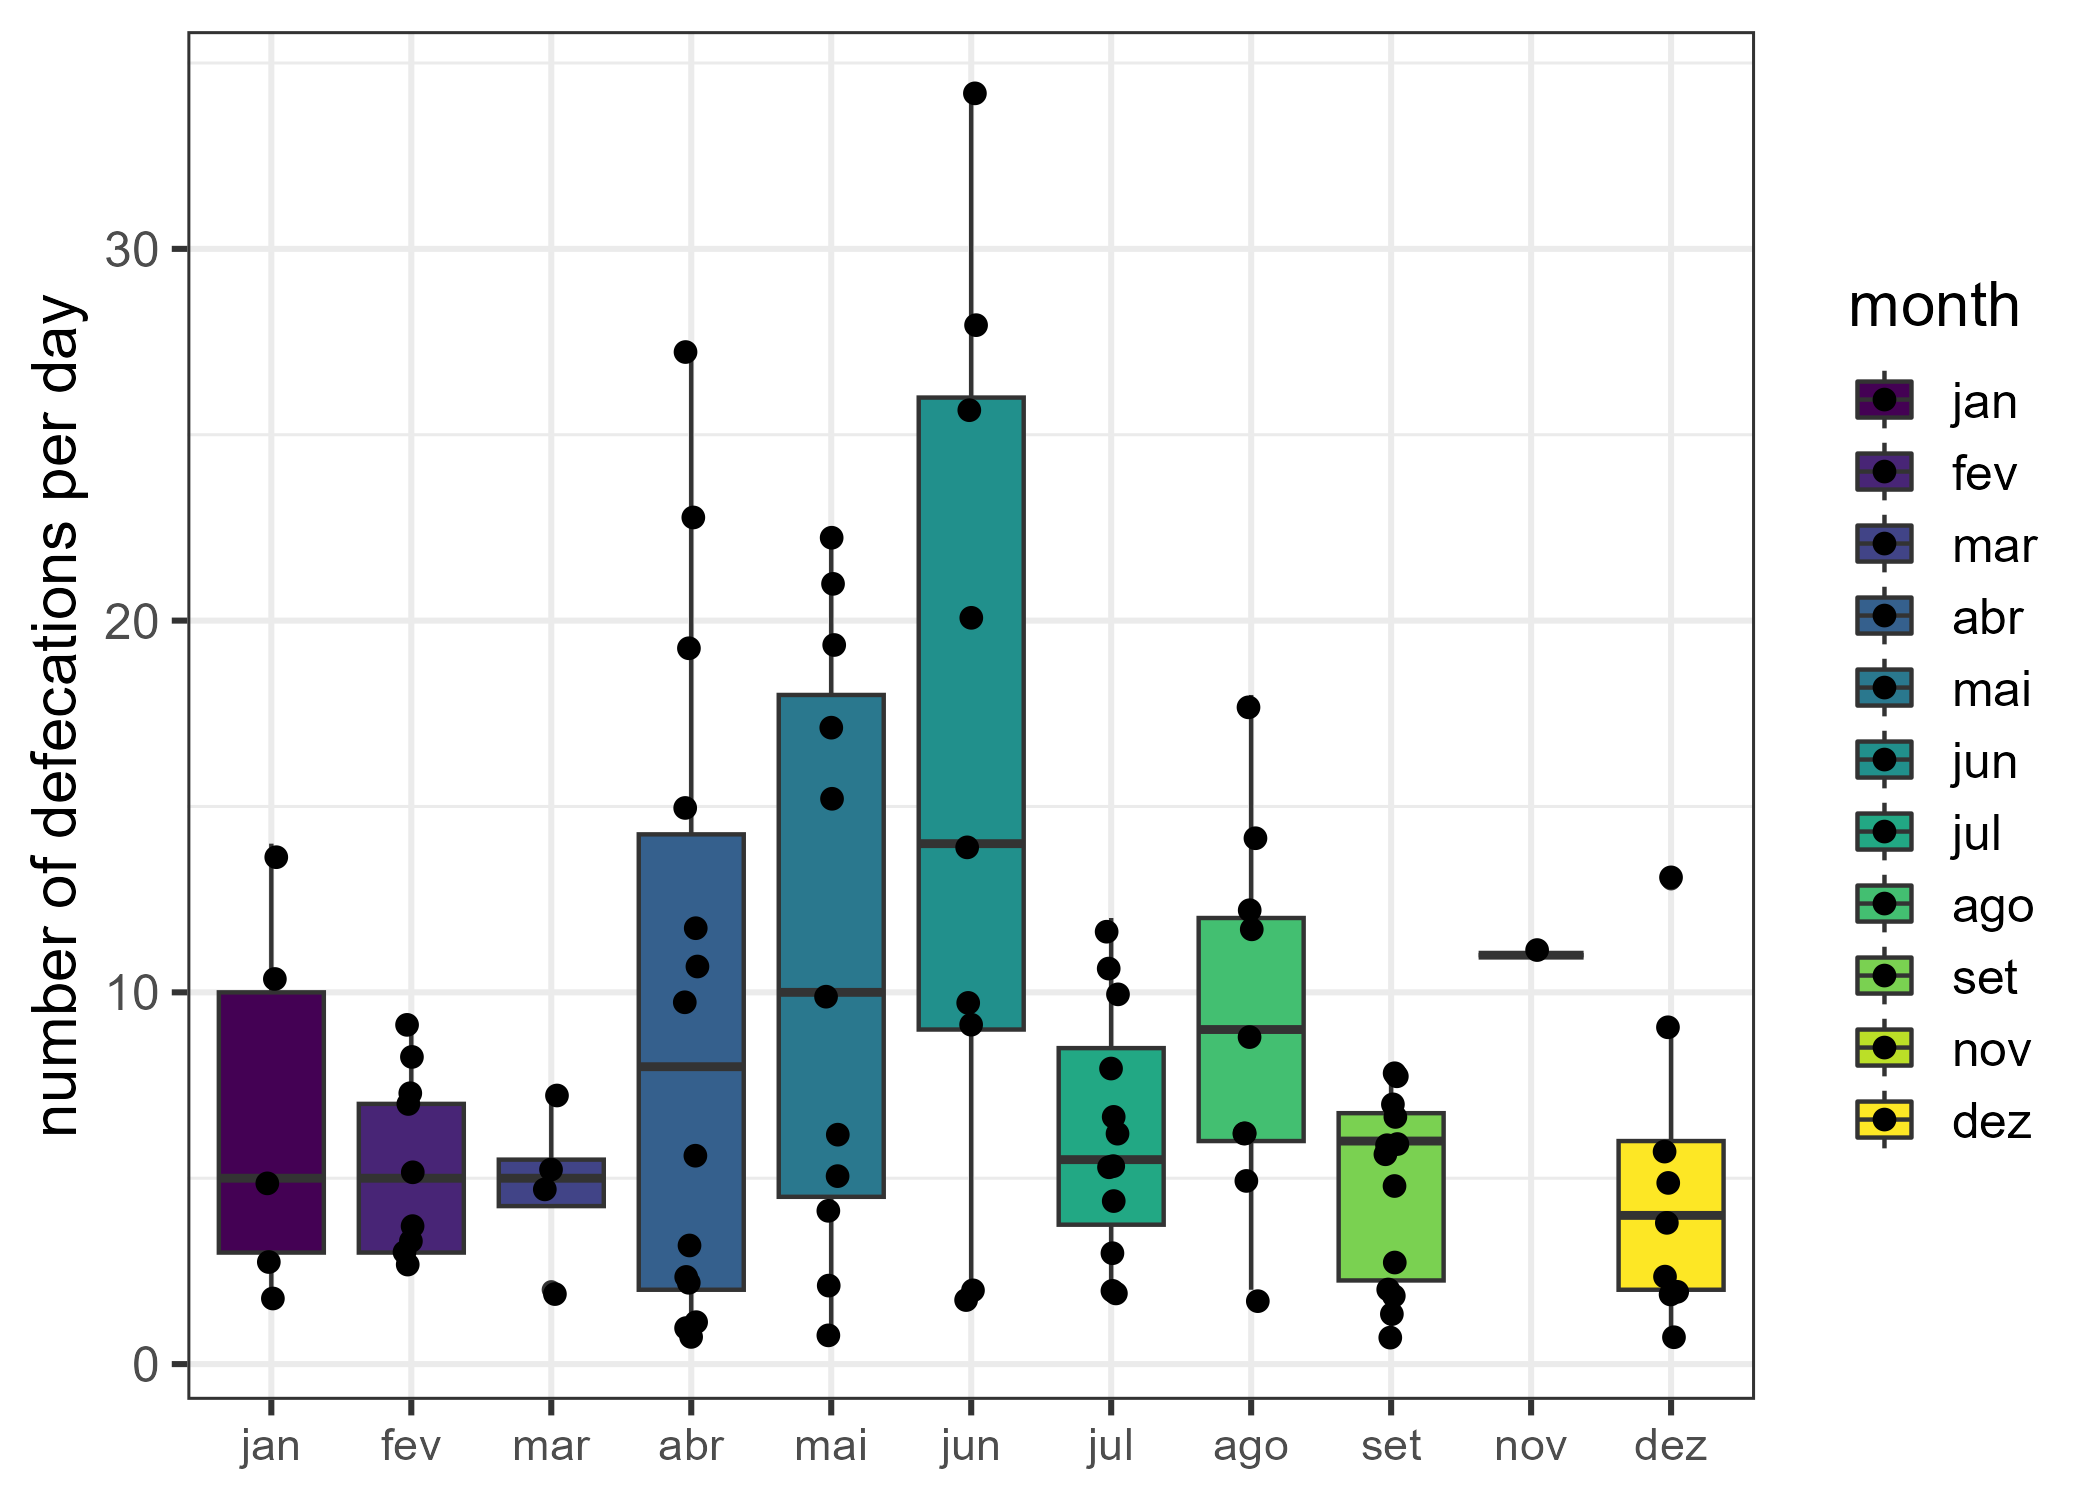 number of defecations per day
30
20
10
0
jan fev mar abr mai jun jul ago set nov dez
month
jan
fev
mar
abr
mai
jun
jul
ago
set
nov
dez